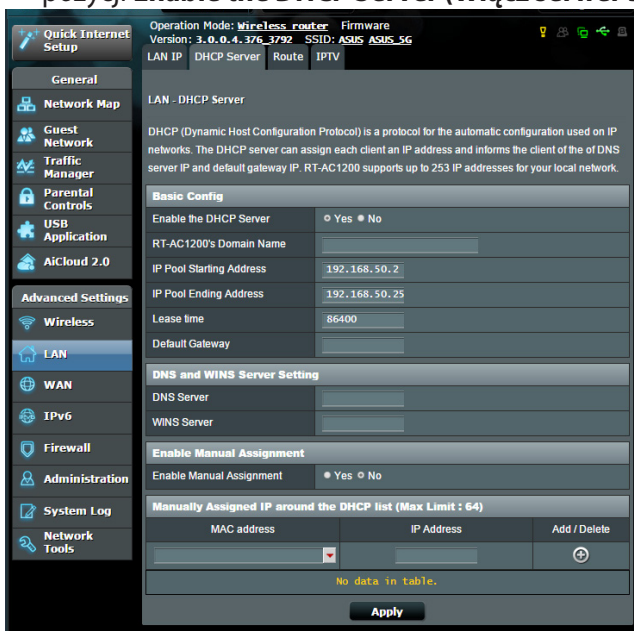 pozycji Enable the DHCP Server (Włącz serwer
Quick Internet Setup
Operation Mode: Wireless router Firmware
Version: 3.0.0.4.376_3792 SSID: ASUS ASUS_5G
LAN IP DHCP Server Route IPTV
General
Network Map
Guest Network
Traffic Manager
Parental Controls
USB Application
AiCloud 2.0
Advanced Settings
Wireless
LAN
WAN
IPv6
Firewall
Administration
System Log
Network Tools
LAN - DHCP Server
DHCP (Dynamic Host Configuration Protocol) is a protocol for the automatic configuration used on IP
networks. The DHCP server can assign each client an IP address and informs the client of the of DNS
server IP and default gateway IP. RT-AC1200 supports up to 253 IP addresses for your local network.
Basic Config
Enable the DHCP Server Yes No
RT-AC1200's Domain Name
IP Pool Starting Address 192.168.50.2
IP Pool Ending Address 192.168.50.25
Lease time 86400
Default Gateway
DNS and WINS Server Setting
DNS Server
WINS Server
Enable Manual Assignment
Enable Manual Assignment Yes No
Manually Assigned IP around the DHCP list (Max Limit : 64)
MAC address IP Address Add / Delete
No data in table.
Apply